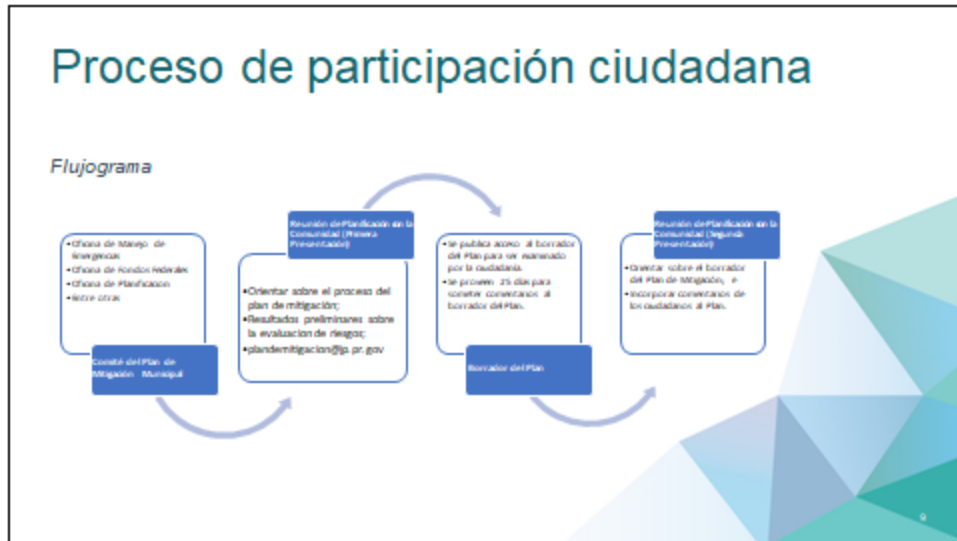 Proceso de participación ciudadana
Flujograma
•Oficina de Manejo de
Emergencias
•Oficina de Fondos Federales
•Oficina de Planificacion
•Entre otras
Comité del Plan de
Mitigación Municipal
Reunión de Planificación con la
Comunidad (Primera
Presentación)
•Orientar sobre el proceso del
plan de mitigación;
•Resultados preliminares sobre
la evaluacion de riesgos;
•plandemitigacion@jp.pr.gov
•Se publica acceso al borrador
del Plan para ser examinado
por la ciudadanía.
•Se proveen 25 días para
someter comentarios al
borrador del Plan.
Borrador del Plan
Reunión de Planificación con la
Comunidad (Segunda
Presentación)
•Orientar sobre el borrador
del Plan de Mitigación, e
•Incorporar comentarios de
los ciudadanos al Plan.
9